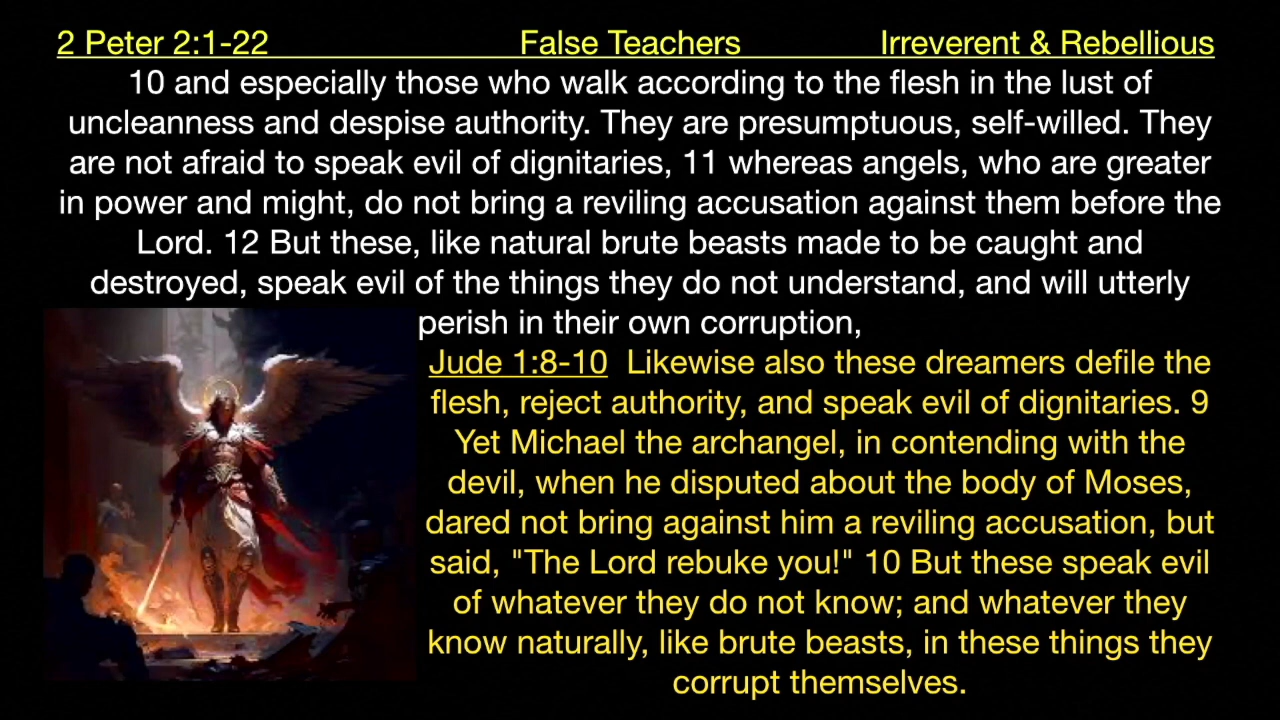 2 Peter 2:1-22 False Teachers Irreverent & Rebellious
10 and especially those who walk according to the flesh in the lust of
uncleanness and despise authority. They are presumptuous, self-willed. They
are not afraid to speak evil of dignitaries, 11 whereas angels, who are greater
in power and might, do not bring a reviling accusation against them before the
Lord. 12 But these, like natural brute beasts made to be caught and
destroyed, speak evil of the things they do not understand, and will utterly
perish in their own corruption,
Jude 1:8-10  Likewise also these dreamers defile the
flesh, reject authority, and speak evil of dignitaries. 9
Yet Michael the archangel, in contending with the
devil, when he disputed about the body of Moses,
dared not bring against him a reviling accusation, but
said, "The Lord rebuke you!" 10 But these speak evil
of whatever they do not know; and whatever they
know naturally, like brute beasts, in these things they
corrupt themselves.